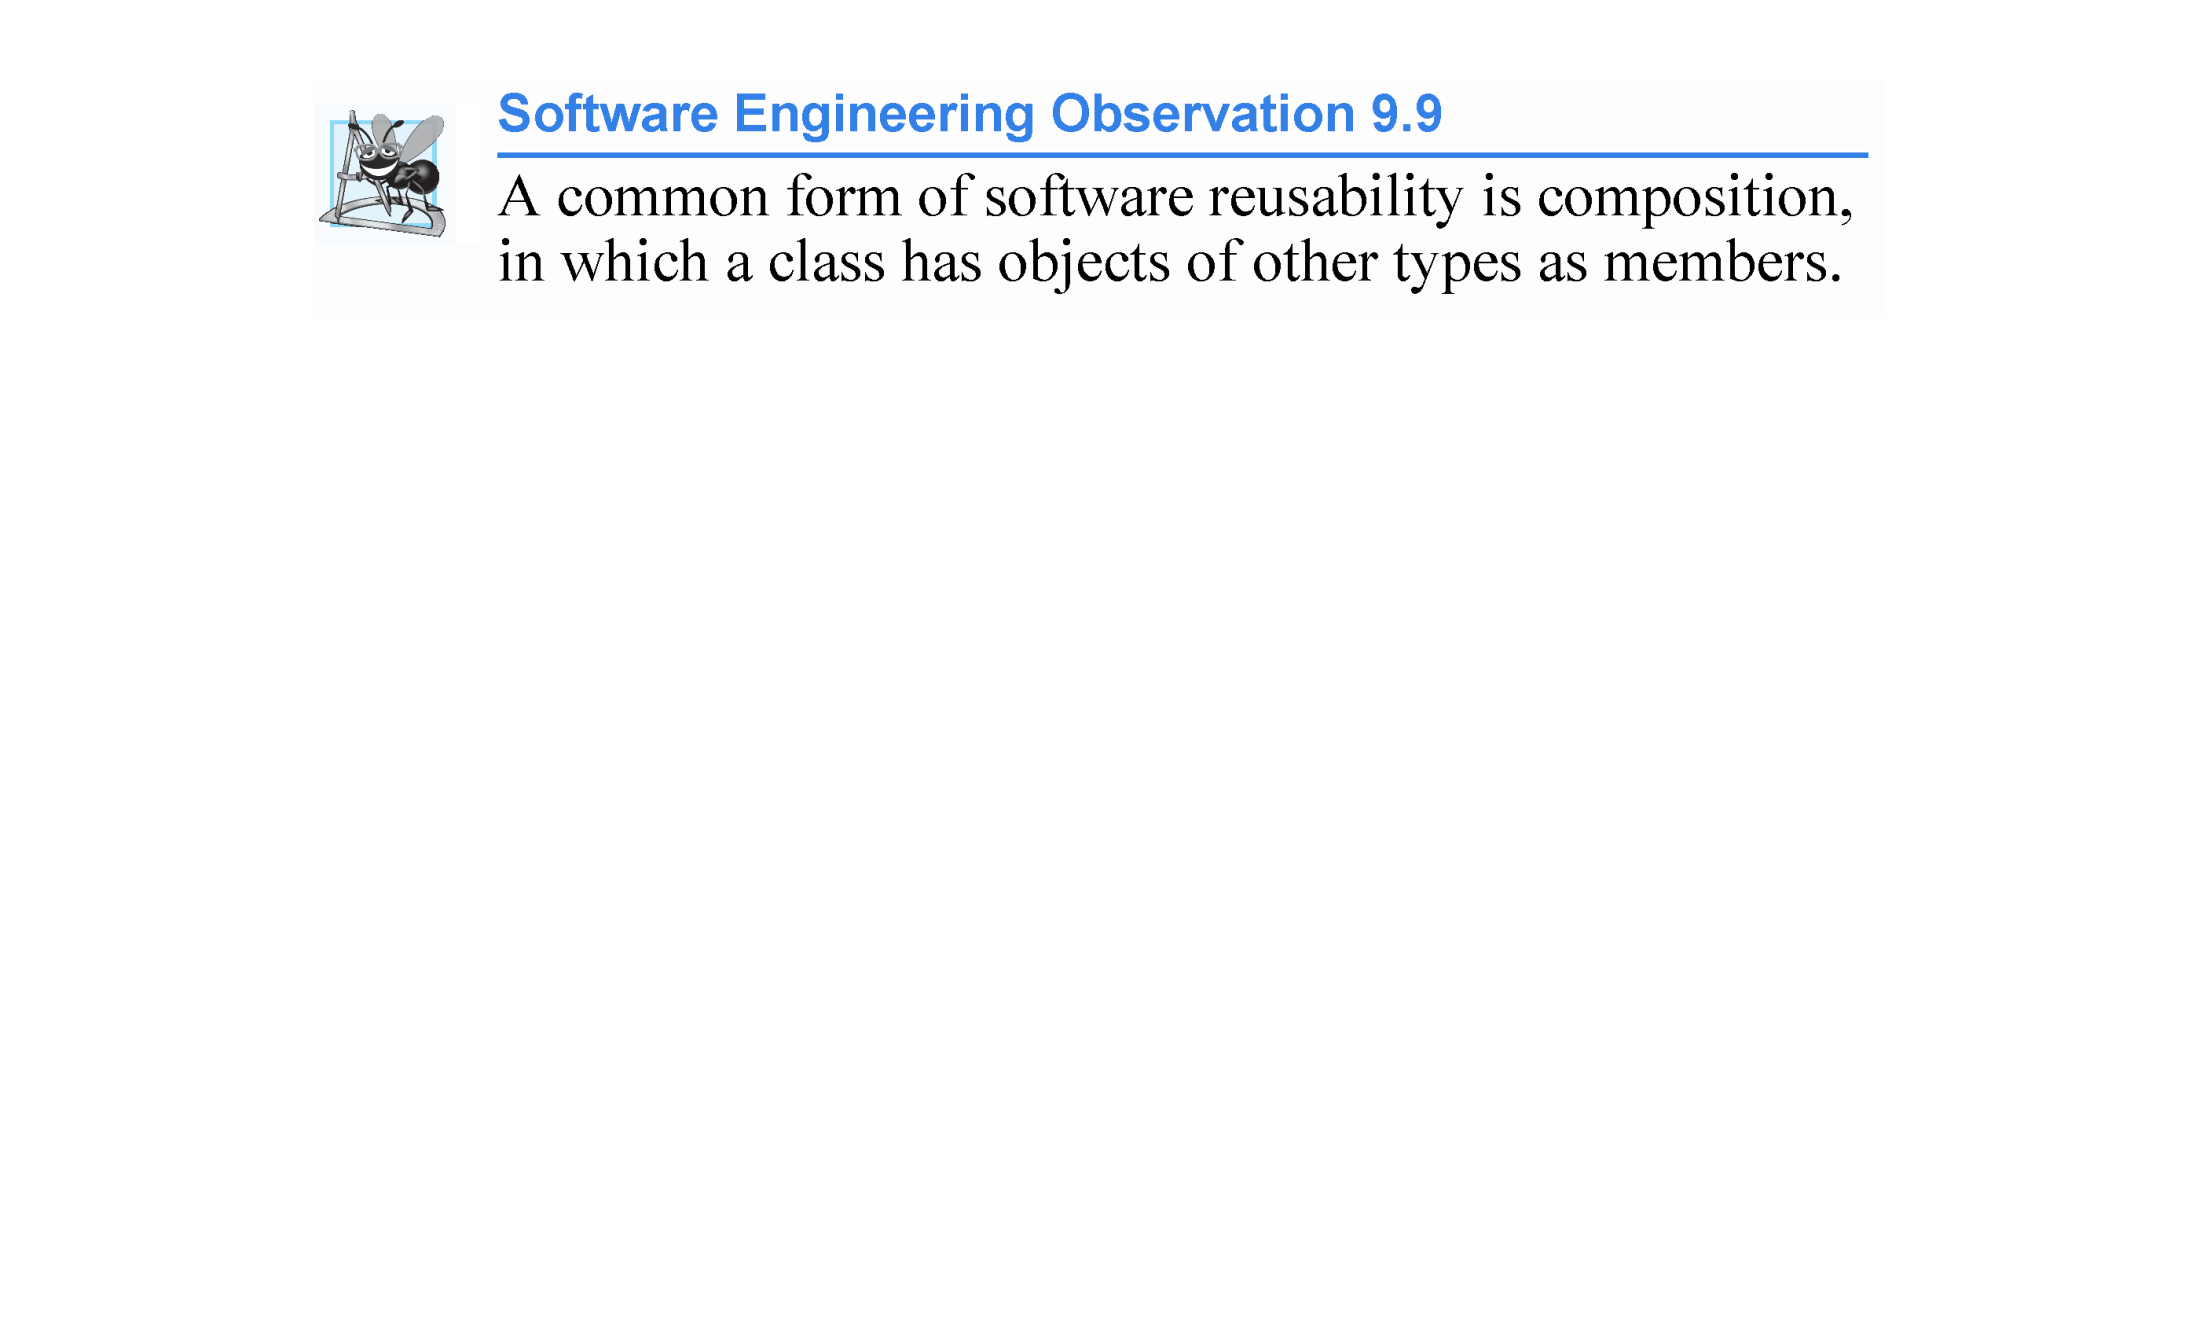 Software Engineering Observation 9.9
A common form of software reusability is composition,
in which a class has objects of other types as members.